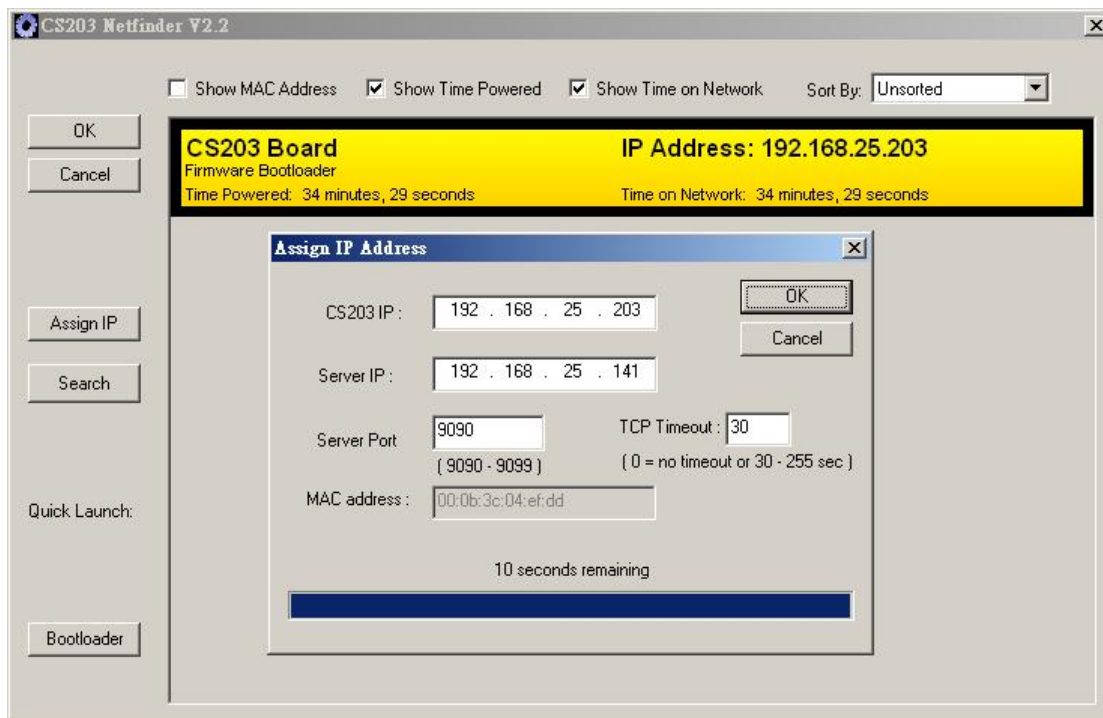 CS203 Netfinder V2.2
Show MAC Address Show Time Powered Show Time on Network Sort By: Unsorted
OK
Cancel
CS203 Board IP Address: 192.168.25.203
Firmware Bootloader
Time Powered: 34 minutes, 29 seconds Time on Network: 34 minutes, 29 seconds
Assign IP Address
CS203 IP : 192 . 168 . 25 . 203 OK
Cancel
Assign IP
Server IP : 192 . 168 . 25 . 141
Search
Server Port 9090 TCP Timeout : 30
( 9090 - 9099 ) ( 0 = no timeout or 30 - 255 sec )
MAC address : 00:0b:3c:04:ef:dd
Quick Launch:
10 seconds remaining
Bootloader